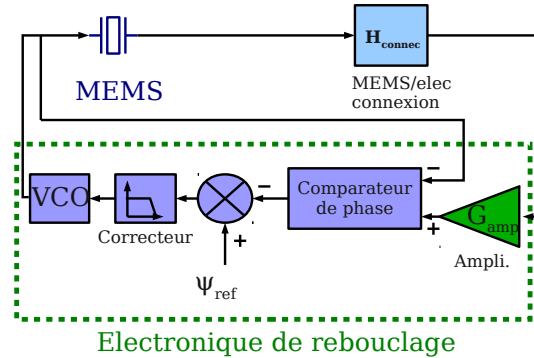 H_connec
MEMS
MEMS/elec
connexion
VCO
Correcteur
−
+
Comparateur
de phase
−
+
G_amp
Ampli.
ψ_ref
Electronique de rebouclage